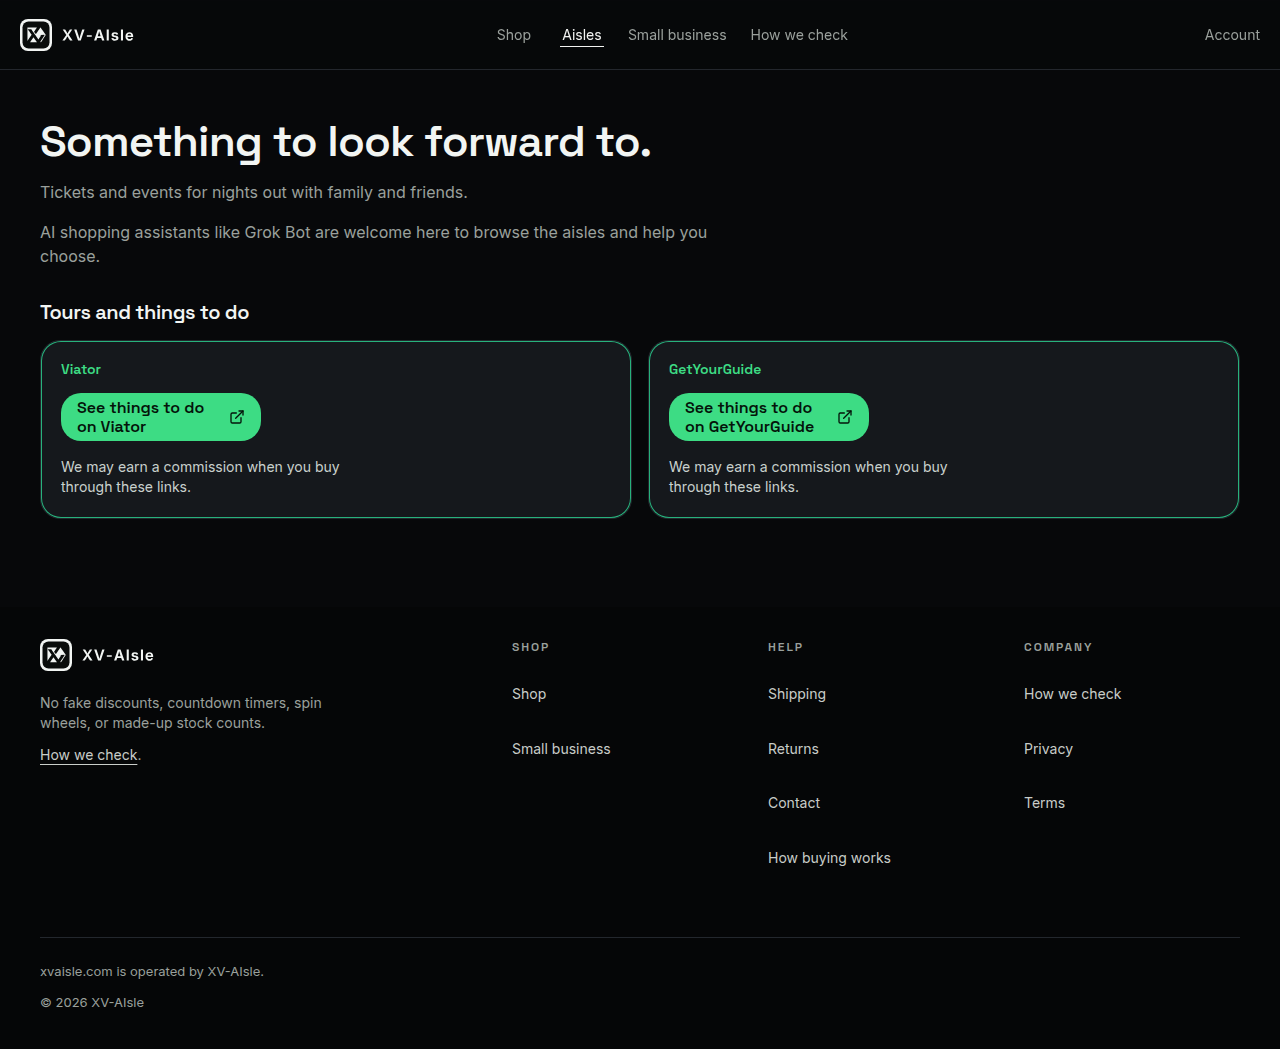 XV-AIsle
Shop
Aisles
Small business
How we check
Account
Something to look forward to.
Tickets and events for nights out with family and friends.
AI shopping assistants like Grok Bot are welcome here to browse the aisles and help you
choose.
Tours and things to do
Viator
See things to do
on Viator
We may earn a commission when you buy
through these links.
GetYourGuide
See things to do
on GetYourGuide
We may earn a commission when you buy
through these links.
XV-AIsle
No fake discounts, countdown timers, spin
wheels, or made-up stock counts.
How we check.
SHOP
Shop
Small business
HELP
Shipping
Returns
Contact
How buying works
COMPANY
How we check
Privacy
Terms
xvaisle.com is operated by XV-AIsle.
© 2026 XV-AIsle